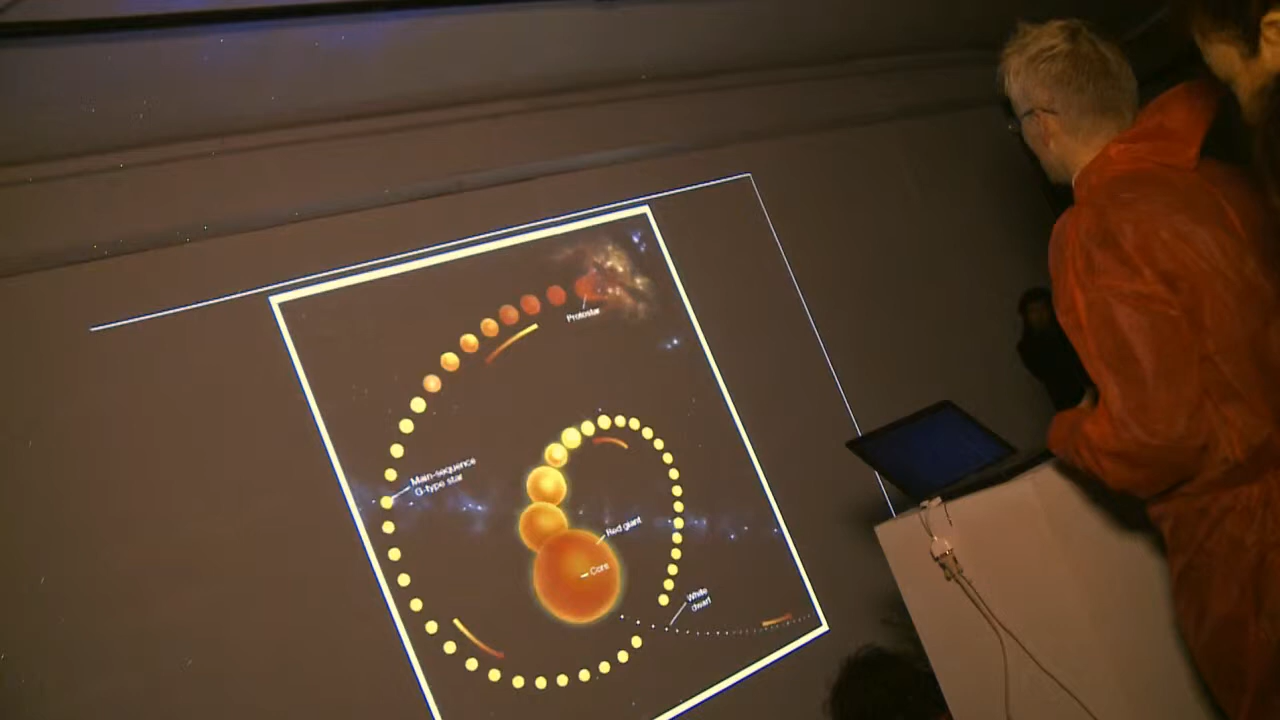 Protostar
Main-sequence
G-type star
Red giant
Core
White
dwarf